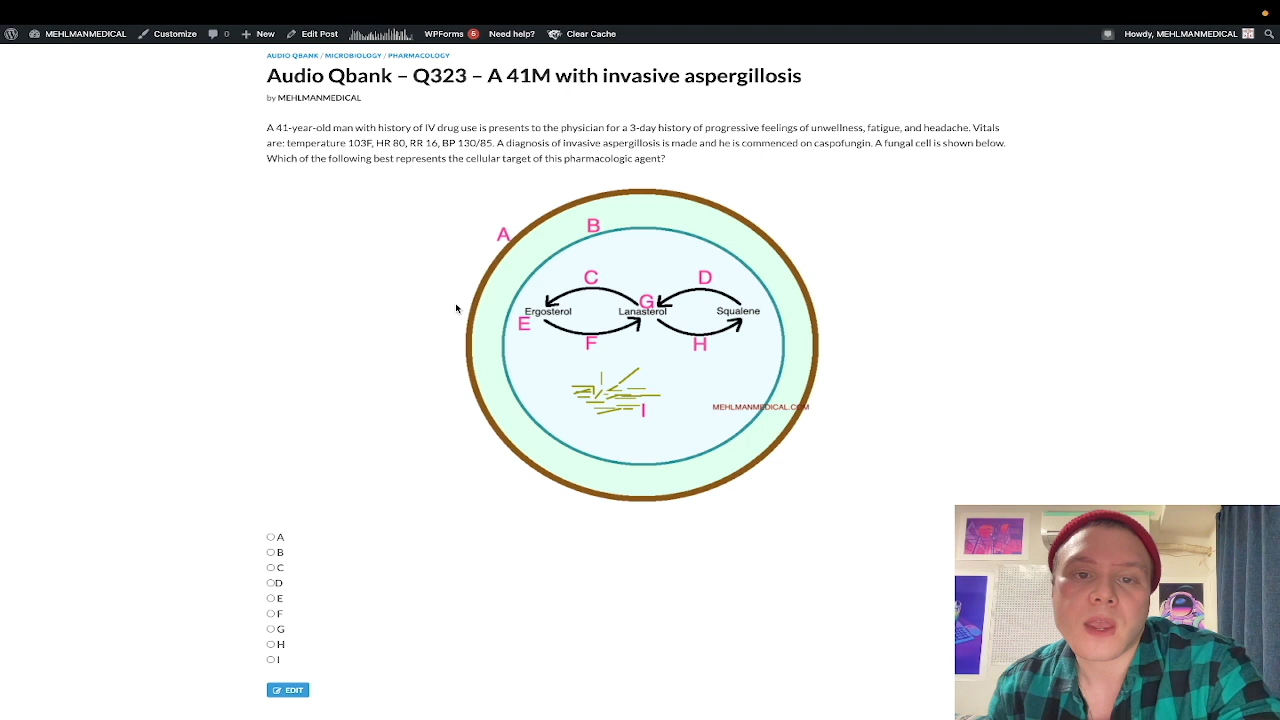 MEHLMANMEDICAL Customize 0 New Edit Post WPForms 5 Need help? Clear Cache Howdy, MEHLMANMEDICAL
AUDIO QBANK / MICROBIOLOGY / PHARMACOLOGY
Audio Qbank – Q323 – A 41M with invasive aspergillosis
by MEHLMANMEDICAL
A 41-year-old man with history of IV drug use is presents to the physician for a 3-day history of progressive feelings of unwellness, fatigue, and headache. Vitals
are: temperature 103F, HR 80, RR 16, BP 130/85. A diagnosis of invasive aspergillosis is made and he is commenced on caspofungin. A fungal cell is shown below.
Which of the following best represents the cellular target of this pharmacologic agent?
A
B
C
D
G
Ergosterol
Lanasterol
Squalene
E
F
H
I
MEHLMANMEDICAL.COM
A
B
C
D
E
F
G
H
I
EDIT